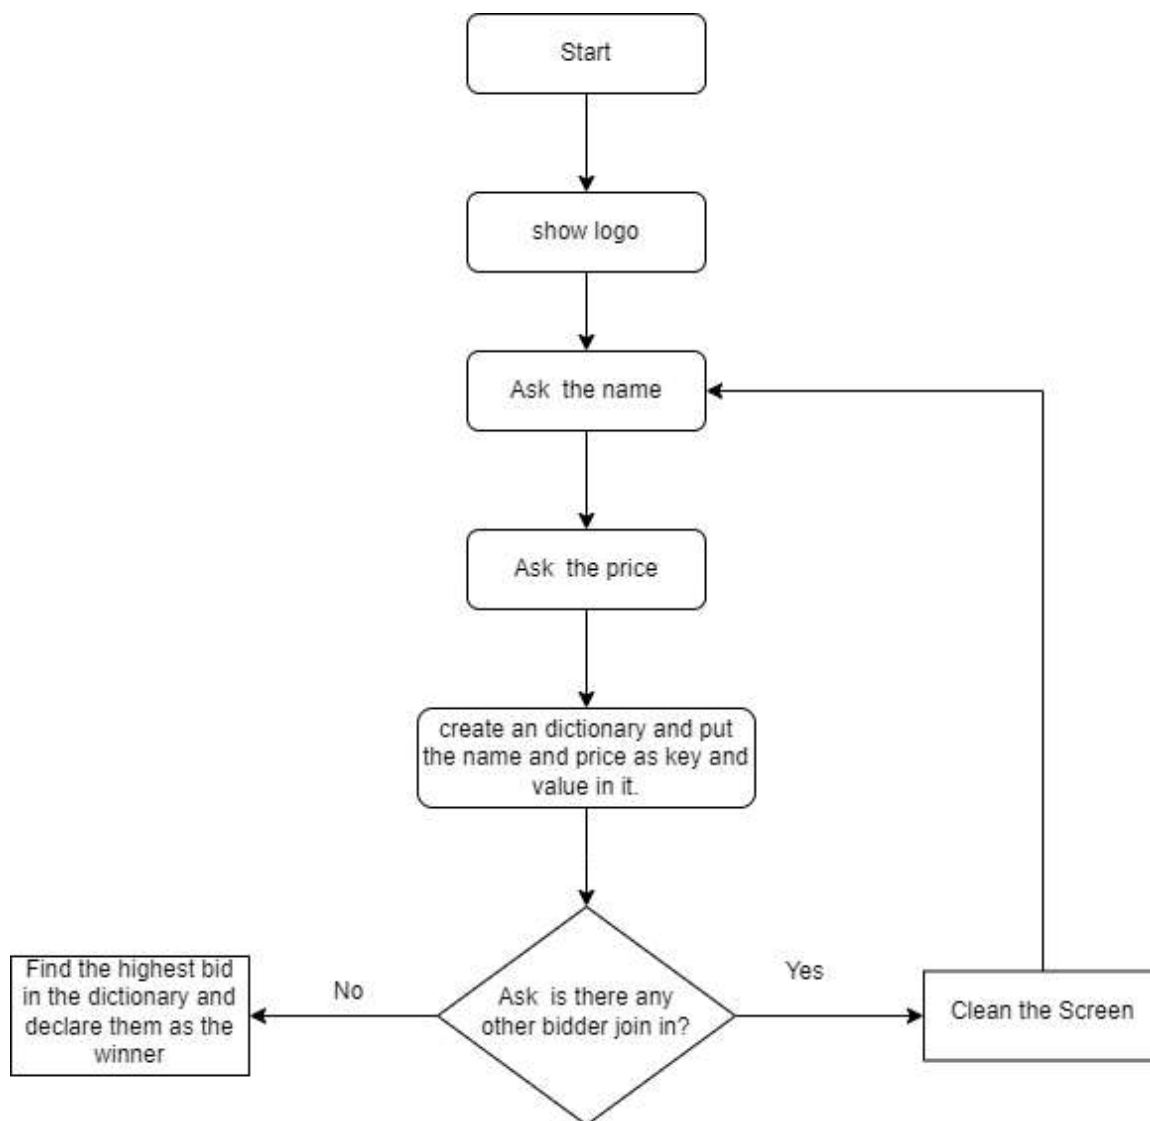 Start
show logo
Ask  the name
Ask  the price
create an dictionary and put
the name and price as key and
value in it.
Ask  is there any
other bidder join in?
No
Yes
Find the highest bid
in the dictionary and
declare them as the
winner
Clean the Screen